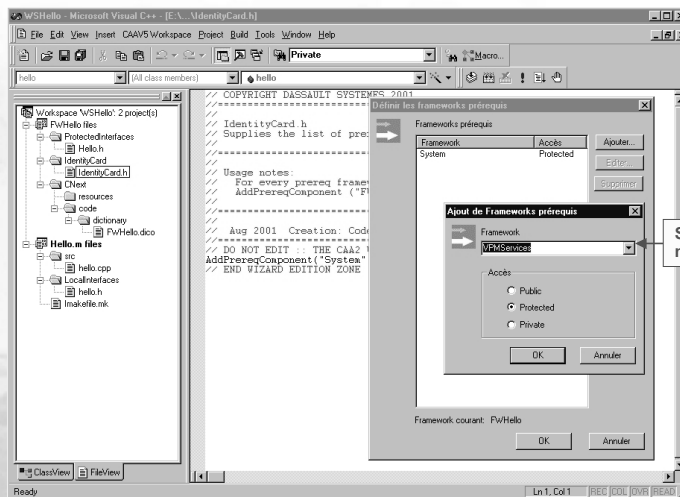 WSHello - Microsoft Visual C++ - [E:\...\IdentityCard.h]
File Edit View Insert CAAV5 Workspace Project Build Tools Window Help
Private
Macro...
hello
(All class members)
hello
Workspace 'WSHello': 2 project(s)
FWHello files
ProtectedInterfaces
Hello.h
IdentityCard
IdentityCard.h
CNext
resources
code
dictionary
FWHello.dico
Hello.m files
src
hello.cpp
LocalInterfaces
hello.h
Imakefile.mk
ClassView
FileView
// COPYRIGHT DASSAULT SYSTEMES 2001
//=====================
//
// IdentityCard.h
// Supplies the list of
//
//=====================
//
// Usage notes:
// For every prereq
// AddPrereqComponent
//
//=====================
//
// Aug 2001 Creation:
// DO NOT EDIT :: THE CAA2
AddPrereqComponent("System"
// END WIZARD EDITION ZONE
Définir les frameworks prérequis
Frameworks prérequis
Framework Accès
System Protected
Ajouter...
Editer...
Supprimer
Ajout de Frameworks prérequis
Framework
VPMServices
Accès
Public
Protected
Private
OK Annuler
Framework courant: FWHello
OK Annuler
Ready
Ln 1, Col 1 REC COL OVR READ